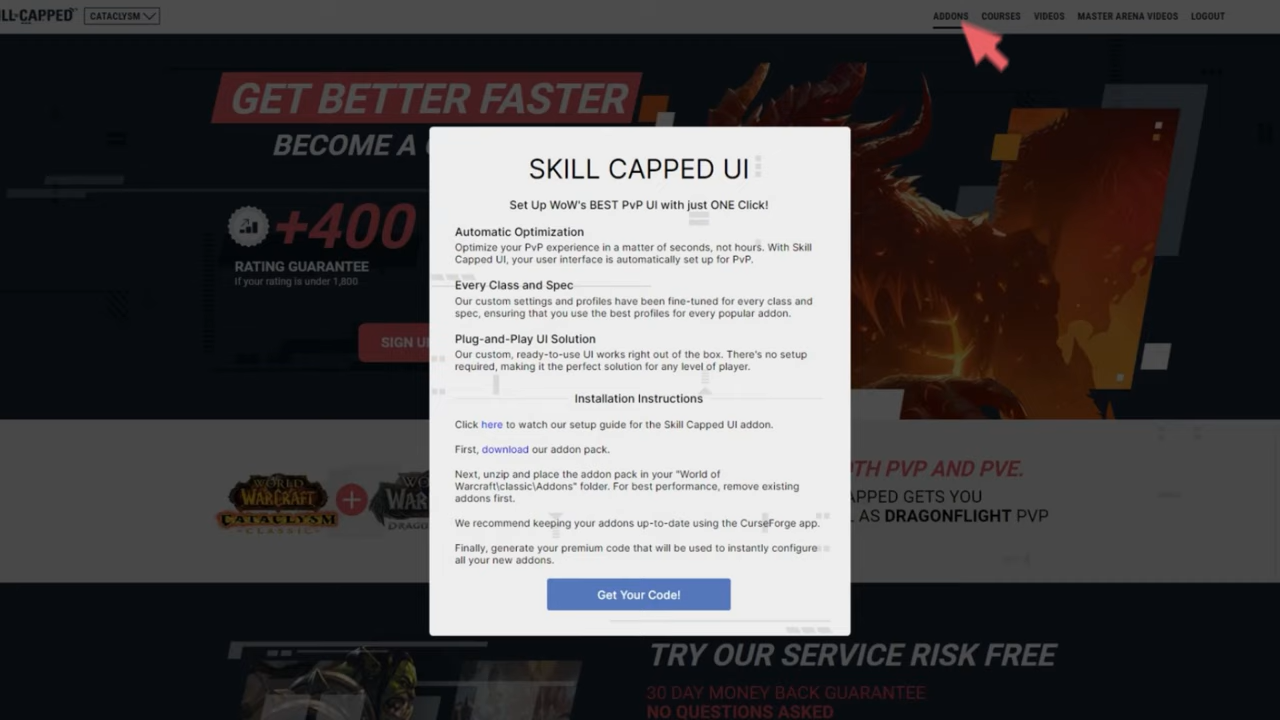 LL-CAPPED
CATACLYSM
ADDONS COURSES VIDEOS MASTER ARENA VIDEOS LOGOUT
GET BETTER FASTER
BECOME A
+400
RATING GUARANTEE
If your rating is under 1,800
SIGN U
SKILL CAPPED UI
Set Up WoW's BEST PvP UI with just ONE Click!
Automatic Optimization
Optimize your PvP experience in a matter of seconds, not hours. With Skill
Capped UI, your user interface is automatically set up for PvP.
Every Class and Spec
Our custom settings and profiles have been fine-tuned for every class and
spec, ensuring that you use the best profiles for every popular addon.
Plug-and-Play UI Solution
Our custom, ready-to-use UI works right out of the box. There's no setup
required, making it the perfect solution for any level of player.
Installation Instructions
Click here to watch our setup guide for the Skill Capped UI addon.
First, download our addon pack.
Next, unzip and place the addon pack in your "World of
Warcraft\classic\Addons" folder. For best performance, remove existing
addons first.
We recommend keeping your addons up-to-date using the CurseForge app.
Finally, generate your premium code that will be used to instantly configure
all your new addons.
Get Your Code!
WORLD OF
WARCRAFT
CATACLYSM
CLASSIC
TH PVP AND PVE.
APPED GETS YOU
AS DRAGONFLIGHT PVP
TRY OUR SERVICE RISK FREE
30 DAY MONEY BACK GUARANTEE
NO QUESTIONS ASKED